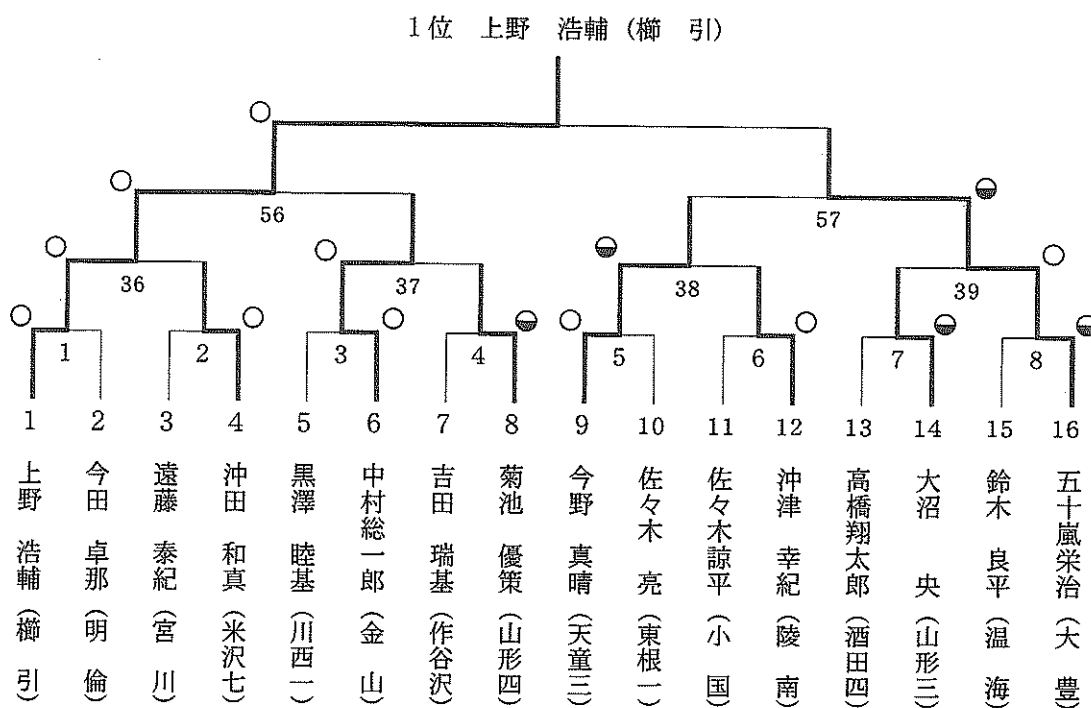 1位 上野 浩輔(櫛 引)
56
57
36
37
38
39
1
2
3
4
5
6
7
8
1
2
3
4
5
6
7
8
9
10
11
12
13
14
15
16
上野 浩輔(櫛 引)
今田 卓那(明 倫)
遠藤 泰紀(宮 川)
沖田 和真(米沢七)
黒澤 睦基(川西一)
中村総一郎(金 山)
吉田 瑞基(作谷沢)
菊池 優策(山形四)
今野 真晴(天童三)
佐々木 亮(東根一)
佐々木諒平(小 国)
沖津 幸紀(陵 南)
高橋翔太郎(酒田四)
大沼 央(山形三)
鈴木 良平(温 海)
五十嵐栄治(大 豊)